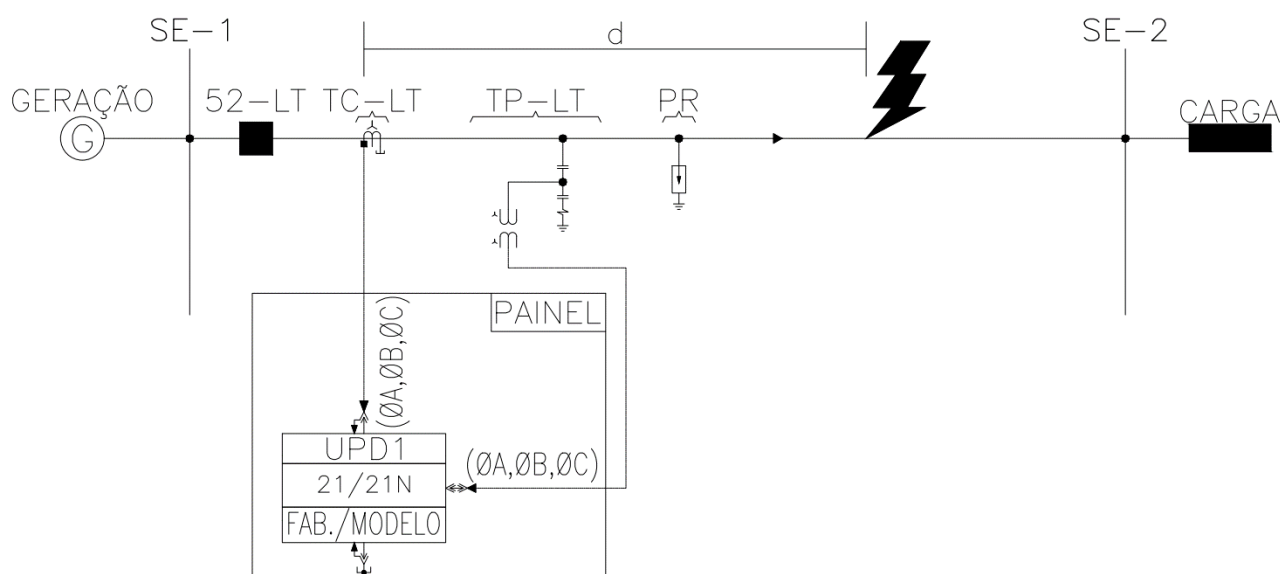 d
SE-1
SE-2
GERAÇÃO
52-LT
TC-LT
TP-LT
PR
CARGA
G
PAINEL
(ØA,ØB,ØC)
UPD1
(ØA,ØB,ØC)
21/21N
FAB./MODELO